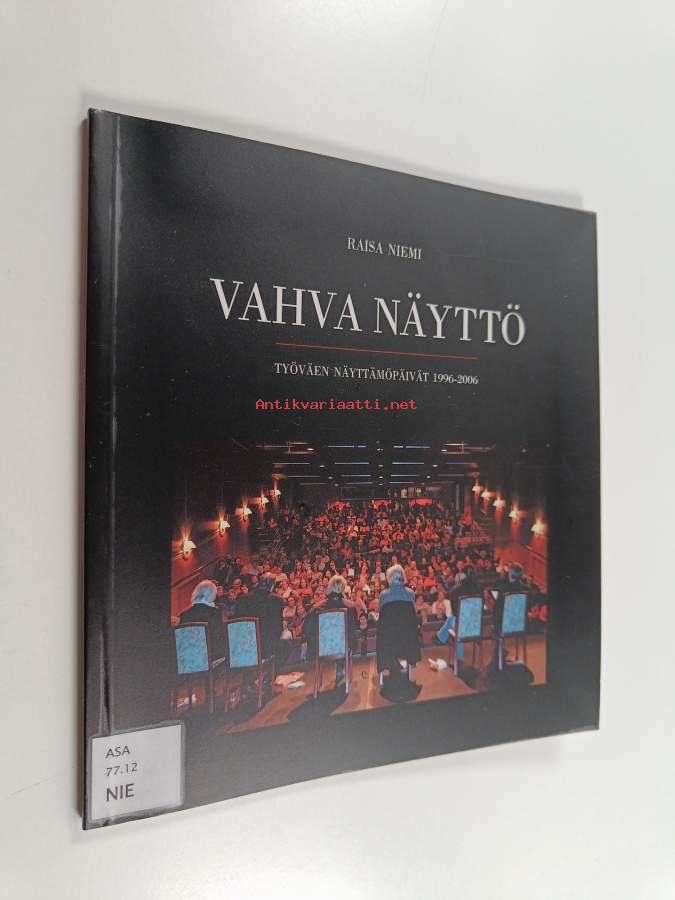 RAISA NIEMI
VAHVA NÄYTTÖ
TYÖVÄEN NÄYTTÄMÖPÄIVÄT 1996-2006
Antikvariaatti.net
ASA
77.12
NIE